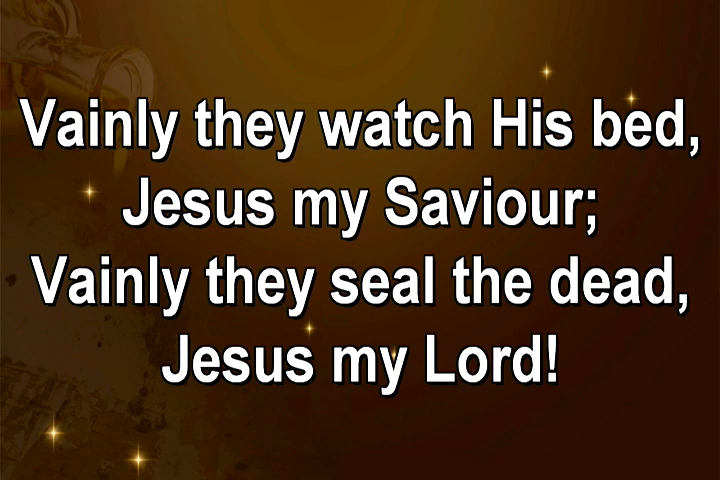 Vainly they watch His bed,
Jesus my Saviour;
Vainly they seal the dead,
Jesus my Lord!